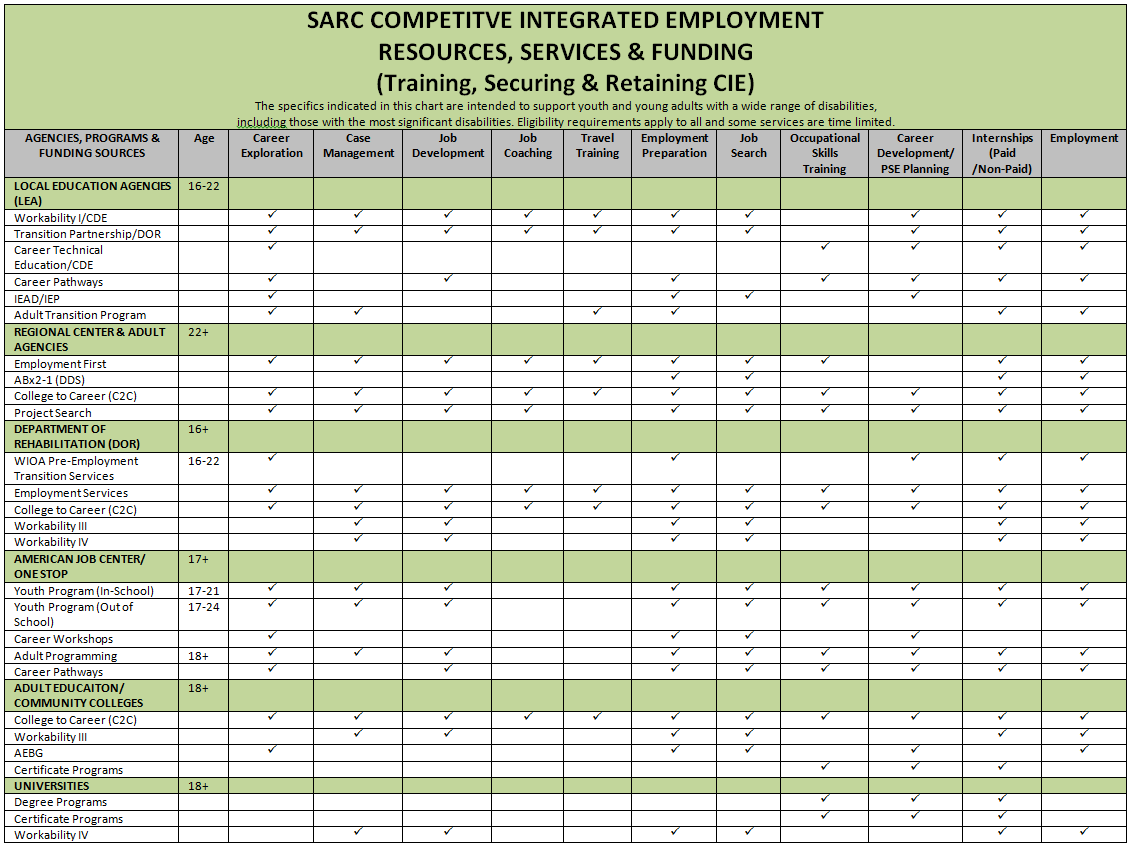 SARC COMPETITVE INTEGRATED EMPLOYMENT
RESOURCES, SERVICES & FUNDING
(Training, Securing & Retaining CIE)
The specifics indicated in this chart are intended to support youth and young adults with a wide range of disabilities,
including those with the most significant disabilities. Eligibility requirements apply to all and some services are time limited.
AGENCIES, PROGRAMS & FUNDING SOURCES Age Career Exploration Case Management Job Development Job Coaching Travel Training Employment Preparation Job Search Occupational Skills Training Career Development/ PSE Planning Internships (Paid /Non-Paid) Employment
LOCAL EDUCATION AGENCIES (LEA) 16-22
Workability I/CDE ✓ ✓ ✓ ✓ ✓ ✓ ✓ ✓ ✓ ✓
Transition Partnership/DOR ✓ ✓ ✓ ✓ ✓ ✓ ✓ ✓ ✓ ✓
Career Technical Education/CDE ✓ ✓ ✓ ✓ ✓
Career Pathways ✓ ✓ ✓ ✓ ✓ ✓ ✓
IEAD/IEP ✓ ✓ ✓ ✓
Adult Transition Program ✓ ✓ ✓ ✓ ✓ ✓
REGIONAL CENTER & ADULT AGENCIES 22+
Employment First ✓ ✓ ✓ ✓ ✓ ✓ ✓ ✓ ✓ ✓
ABx2-1 (DDS) ✓ ✓ ✓ ✓
College to Career (C2C) ✓ ✓ ✓ ✓ ✓ ✓ ✓ ✓ ✓ ✓ ✓
Project Search ✓ ✓ ✓ ✓ ✓ ✓ ✓ ✓ ✓ ✓
DEPARTMENT OF REHABILITATION (DOR) 16+
WIOA Pre-Employment Transition Services 16-22 ✓ ✓ ✓ ✓ ✓
Employment Services ✓ ✓ ✓ ✓ ✓ ✓ ✓ ✓ ✓ ✓ ✓
College to Career (C2C) ✓ ✓ ✓ ✓ ✓ ✓ ✓ ✓ ✓ ✓ ✓
Workability III ✓ ✓ ✓ ✓ ✓ ✓
Workability IV ✓ ✓ ✓ ✓ ✓ ✓
AMERICAN JOB CENTER/ ONE STOP 17+
Youth Program (In-School) 17-21 ✓ ✓ ✓ ✓ ✓ ✓ ✓ ✓ ✓
Youth Program (Out of School) 17-24 ✓ ✓ ✓ ✓ ✓ ✓ ✓ ✓ ✓
Career Workshops ✓ ✓ ✓ ✓
Adult Programming 18+ ✓ ✓ ✓ ✓ ✓ ✓ ✓ ✓ ✓
Career Pathways ✓ ✓ ✓ ✓ ✓ ✓ ✓ ✓
ADULT EDUCAITON/ COMMUNITY COLLEGES 18+
College to Career (C2C) ✓ ✓ ✓ ✓ ✓ ✓ ✓ ✓ ✓ ✓ ✓
Workability III ✓ ✓ ✓ ✓ ✓ ✓
AEBG ✓ ✓ ✓ ✓ ✓
Certificate Programs ✓ ✓ ✓
UNIVERSITIES 18+
Degree Programs ✓ ✓ ✓
Certificate Programs ✓ ✓ ✓
Workability IV ✓ ✓ ✓ ✓ ✓ ✓